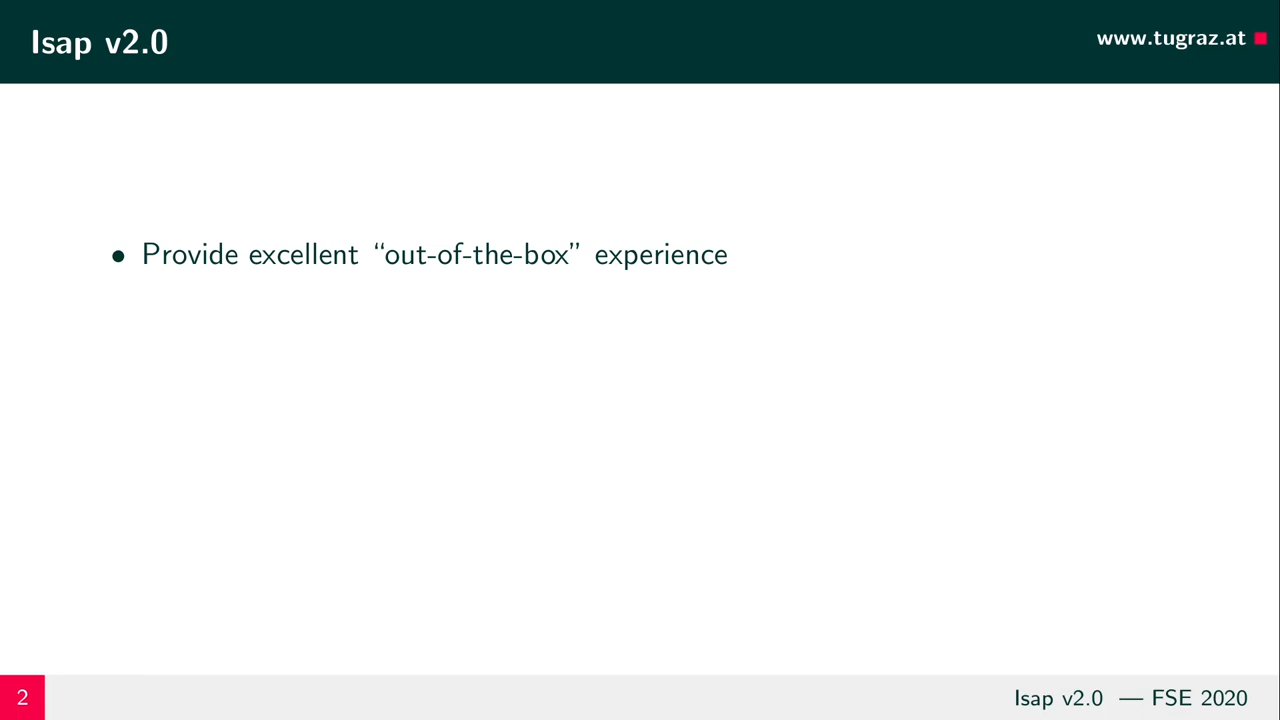 Isap v2.0
www.tugraz.at
• Provide excellent “out-of-the-box” experience
2
Isap v2.0 — FSE 2020